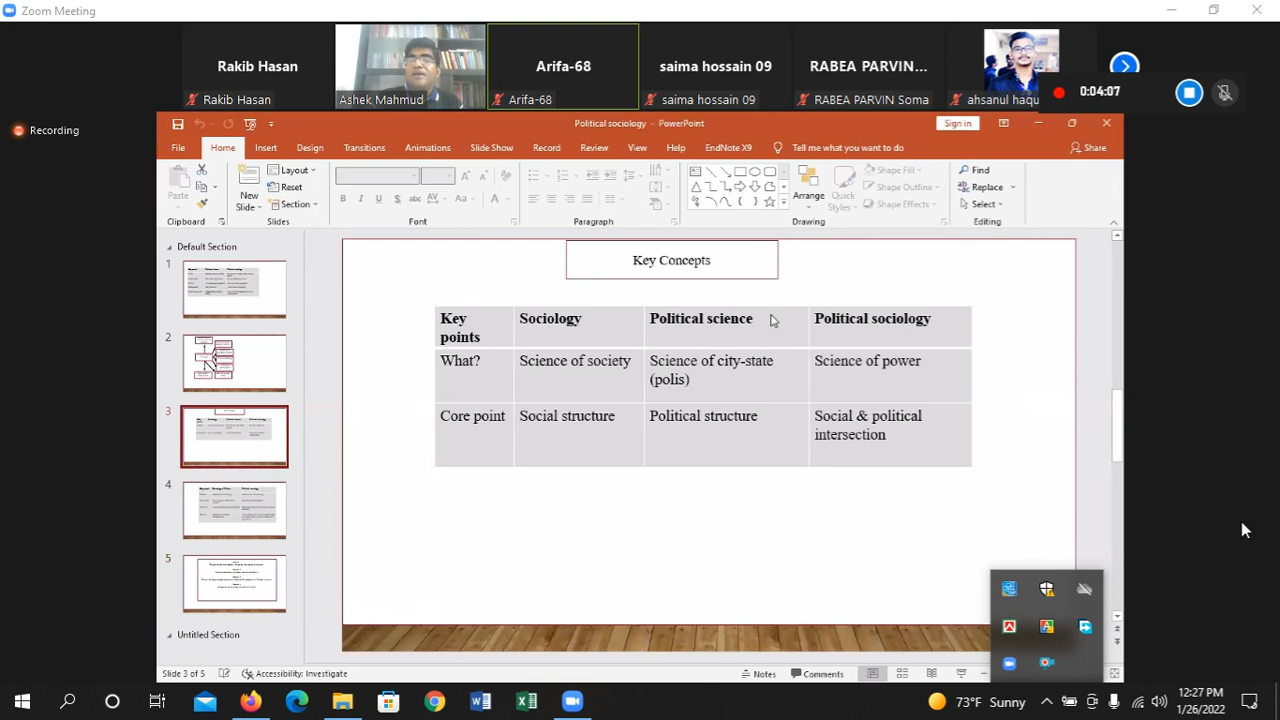 Zoom Meeting
Rakib Hasan
Rakib Hasan
Ashek Mahmud
Arifa-68
Arifa-68
saima hossain 09
saima hossain 09
RABEA PARVIN...
RABEA PARVIN Soma
ahsanul haqu
0:04:07
Recording
Political sociology - PowerPoint
Sign in
File
Home
Insert
Design
Transitions
Animations
Slide Show
Record
Review
View
Help
EndNote X9
Tell me what you want to do
Share
Paste
New
Slide
Layout
Reset
Section
Arrange
Quick
Styles
Shape Fill
Shape Outline
Shape Effects
Find
Replace
Select
Clipboard
Slides
Font
Paragraph
Drawing
Editing
Default Section
1
2
3
4
5
Untitled Section
Key Concepts
Key
points
Sociology
Political science
Political sociology
What?
Science of society
Science of city-state
(polis)
Science of power
Core point
Social structure
Political structure
Social & political
intersection
Slide 3 of 5
Accessibility: Investigate
Notes
Comments
73°F Sunny
12:27 PM
1/26/2022